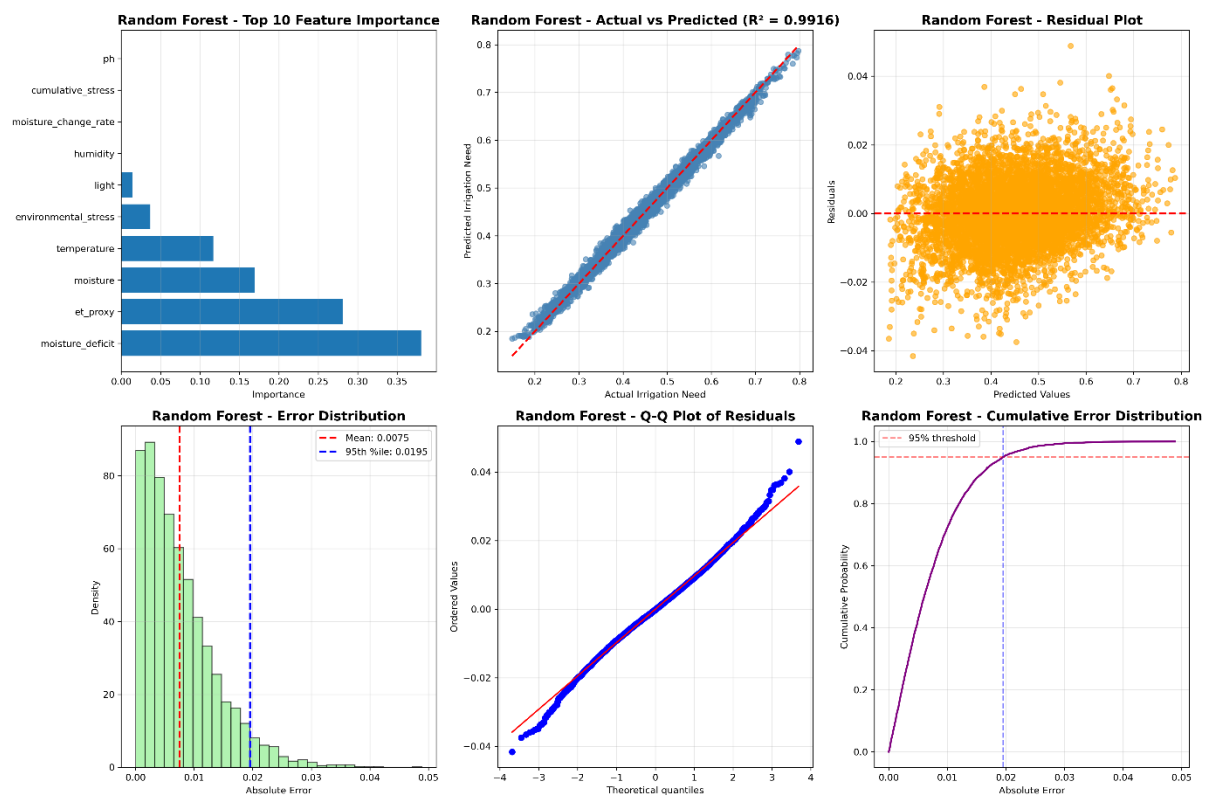 Random Forest - Top 10 Feature Importance
ph
cumulative_stress
moisture_change_rate
humidity
light
environmental_stress
temperature
moisture
et_proxy
moisture_deficit
0.00 0.05 0.10 0.15 0.20 0.25 0.30 0.35
Importance
Random Forest - Actual vs Predicted (R² = 0.9916)
Predicted Irrigation Need
0.8
0.7
0.6
0.5
0.4
0.3
0.2
0.2 0.3 0.4 0.5 0.6 0.7 0.8
Actual Irrigation Need
Random Forest - Residual Plot
Residuals
0.04
0.02
0.00
−0.02
−0.04
0.2 0.3 0.4 0.5 0.6 0.7 0.8
Predicted Values
Random Forest - Error Distribution
Mean: 0.0075
95th %ile: 0.0195
Density
80
60
40
20
0
0.00 0.01 0.02 0.03 0.04 0.05
Absolute Error
Random Forest - Q-Q Plot of Residuals
Ordered Values
0.04
0.02
0.00
−0.02
−0.04
−4 −3 −2 −1 0 1 2 3 4
Theoretical quantiles
Random Forest - Cumulative Error Distribution
95% threshold
Cumulative Probability
1.0
0.8
0.6
0.4
0.2
0.0
0.00 0.01 0.02 0.03 0.04 0.05
Absolute Error